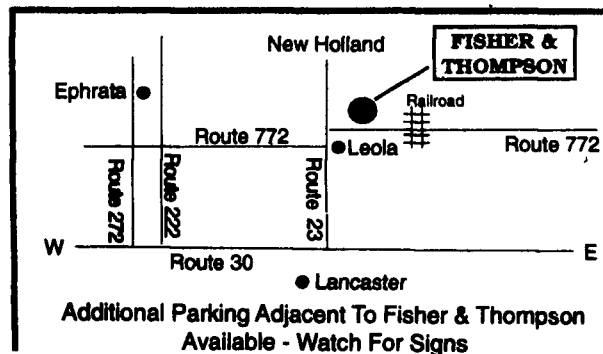 New Holland
FISHER &
THOMPSON
Ephrata
Railroad
Route 772
Leola
Route 772
Route 272
Route 222
Route 23
W
E
Route 30
Lancaster
Additional Parking Adjacent To Fisher & Thompson
Available - Watch For Signs